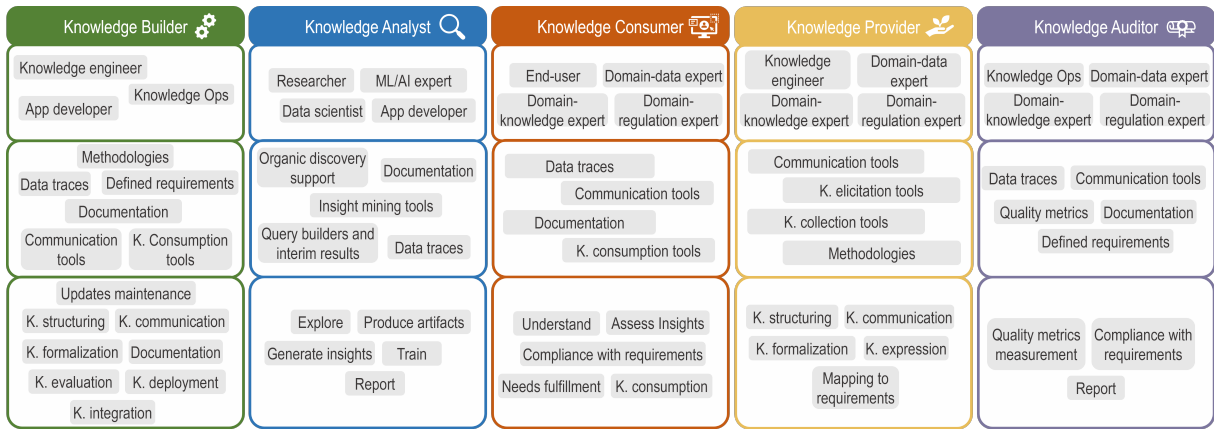 Knowledge Builder
Knowledge engineer
Knowledge Ops
App developer
Methodologies
Data traces
Defined requirements
Documentation
Communication
tools
K. Consumption
tools
Updates maintenance
K. structuring
K. communication
K. formalization
Documentation
K. evaluation
K. deployment
K. integration
Knowledge Analyst
Researcher
ML/AI expert
Data scientist
App developer
Organic discovery
support
Documentation
Insight mining tools
Query builders and
interim results
Data traces
Explore
Produce artifacts
Generate insights
Train
Report
Knowledge Consumer
End-user
Domain-data expert
Domain-
knowledge expert
Domain-
regulation expert
Data traces
Communication tools
Documentation
K. consumption tools
Understand
Assess Insights
Compliance with requirements
Needs fulfillment
K. consumption
Knowledge Provider
Knowledge
engineer
Domain-data
expert
Domain-
knowledge expert
Domain-
regulation expert
Communication tools
K. elicitation tools
K. collection tools
Methodologies
K. structuring
K. communication
K. formalization
K. expression
Mapping to
requirements
Knowledge Auditor
Knowledge Ops
Domain-data expert
Domain-
knowledge expert
Domain-
regulation expert
Data traces
Communication tools
Quality metrics
Documentation
Defined requirements
Quality metrics
measurement
Compliance with
requirements
Report